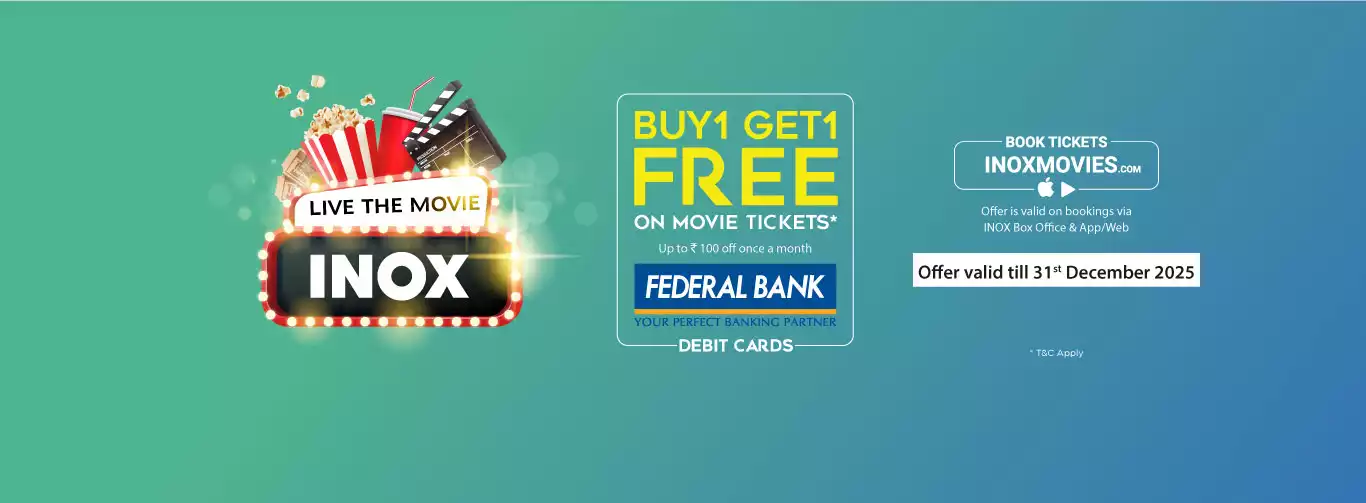 LIVE THE MOVIE
INOX
BUY1 GET1
FREE
ON MOVIE TICKETS*
Up to ₹ 100 off once a month
FEDERAL BANK
YOUR PERFECT BANKING PARTNER
DEBIT CARDS
BOOK TICKETS
INOXMOVIES.COM
Offer is valid on bookings via
INOX Box Office & App/Web
Offer valid till 31st December 2025
* T&C Apply